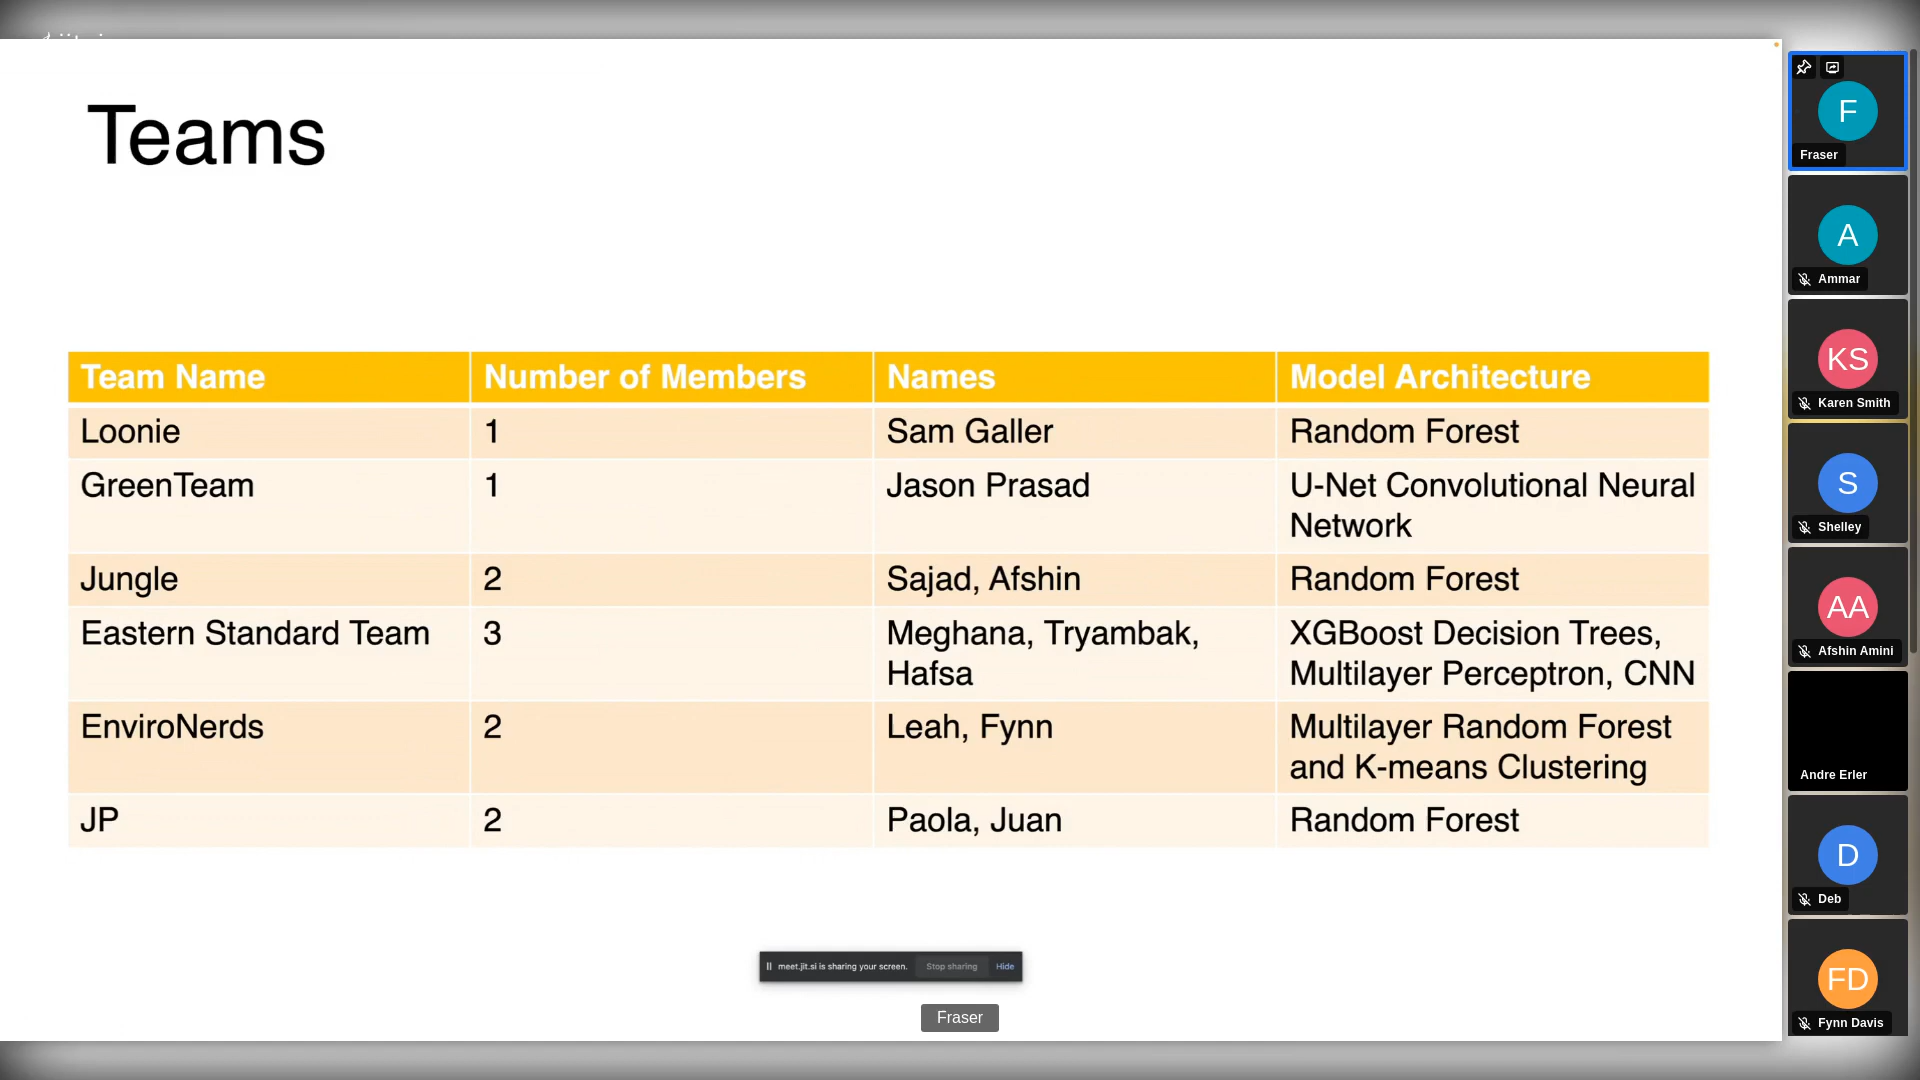 Teams
Team Name Number of Members Names Model Architecture
Loonie 1 Sam Galler Random Forest
GreenTeam 1 Jason Prasad U-Net Convolutional Neural
Network
Jungle 2 Sajad, Afshin Random Forest
Eastern Standard Team 3 Meghana, Tryambak, XGBoost Decision Trees,
Hafsa Multilayer Perceptron, CNN
EnviroNerds 2 Leah, Fynn Multilayer Random Forest
and K-means Clustering
JP 2 Paola, Juan Random Forest
meet.jit.si is sharing your screen. Stop sharing Hide
Fraser
F
Fraser
A
Ammar
KS
Karen Smith
S
Shelley
AA
Afshin Amini
Andre Erler
D
Deb
FD
Fynn Davis